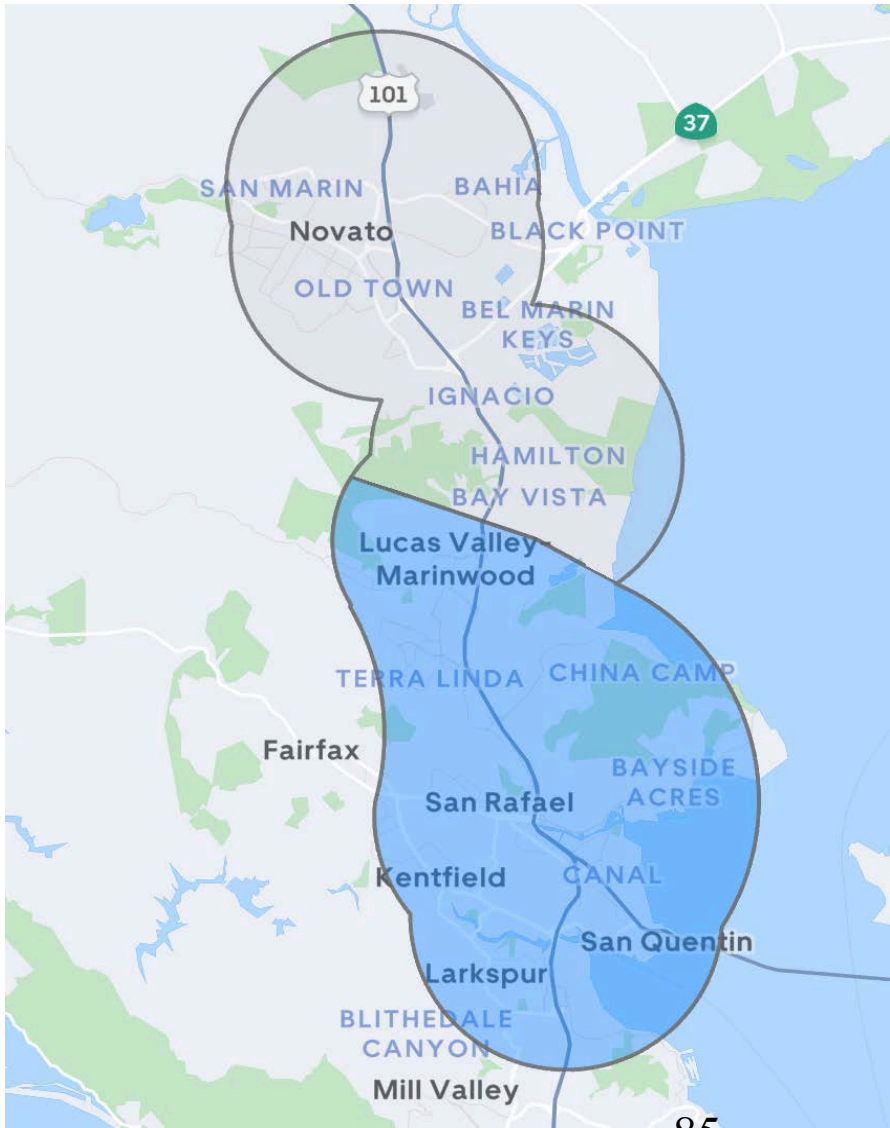 101
37
SAN MARIN
BAHIA
Novato
BLACK POINT
OLD TOWN
BEL MARIN
KEYS
IGNACIO
HAMILTON
BAY VISTA
Lucas Valley-
Marinwood
TERRA LINDA
CHINA CAMP
Fairfax
BAYSIDE
ACRES
San Rafael
Kentfield
CANAL
San Quentin
Larkspur
BLITHEDALE
CANYON
Mill Valley